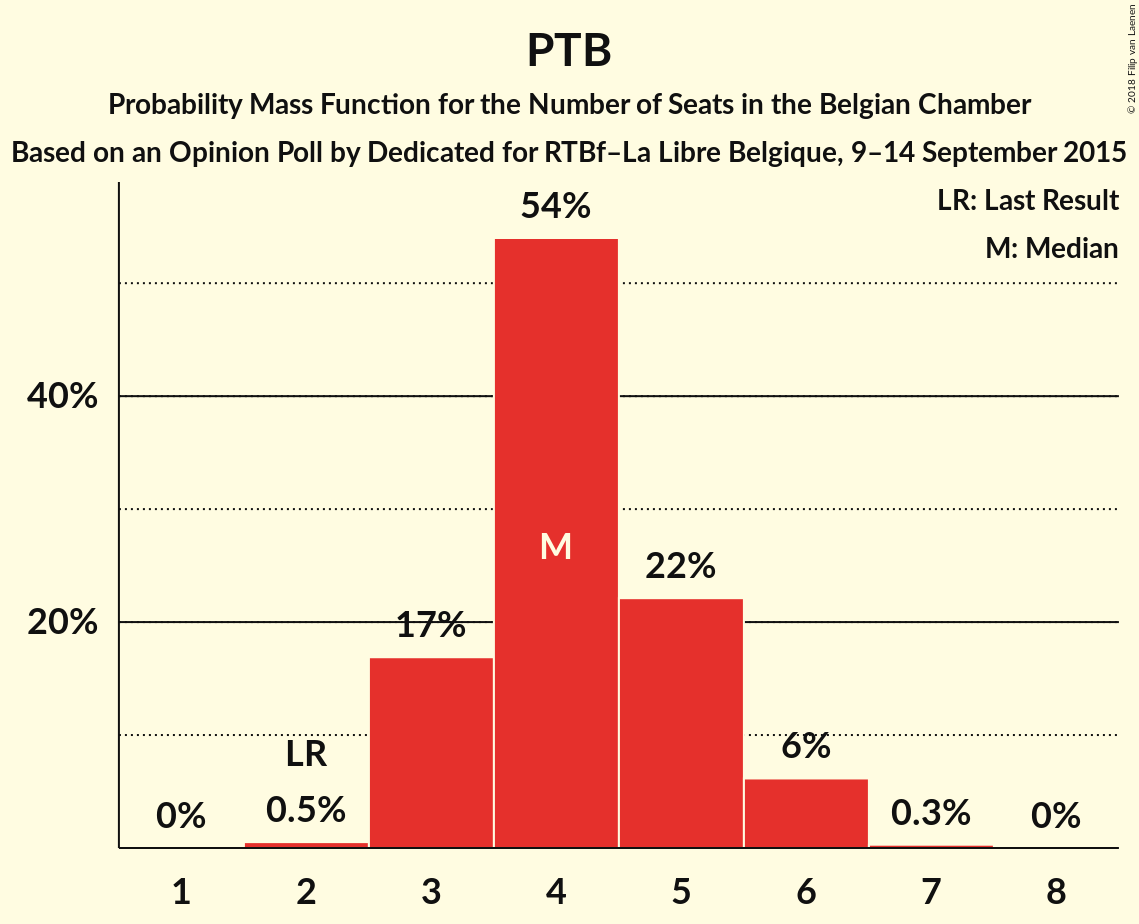 PTB
Probability Mass Function for the Number of Seats in the Belgian Chamber
Based on an Opinion Poll by Dedicated for RTBf–La Libre Belgique, 9–14 September 2015
© 2018 Filip van Laenen
LR: Last Result
M: Median
54%
40%
M
22%
20%
17%
LR
6%
0%
0.5%
0.3%
0%
1 2 3 4 5 6 7 8